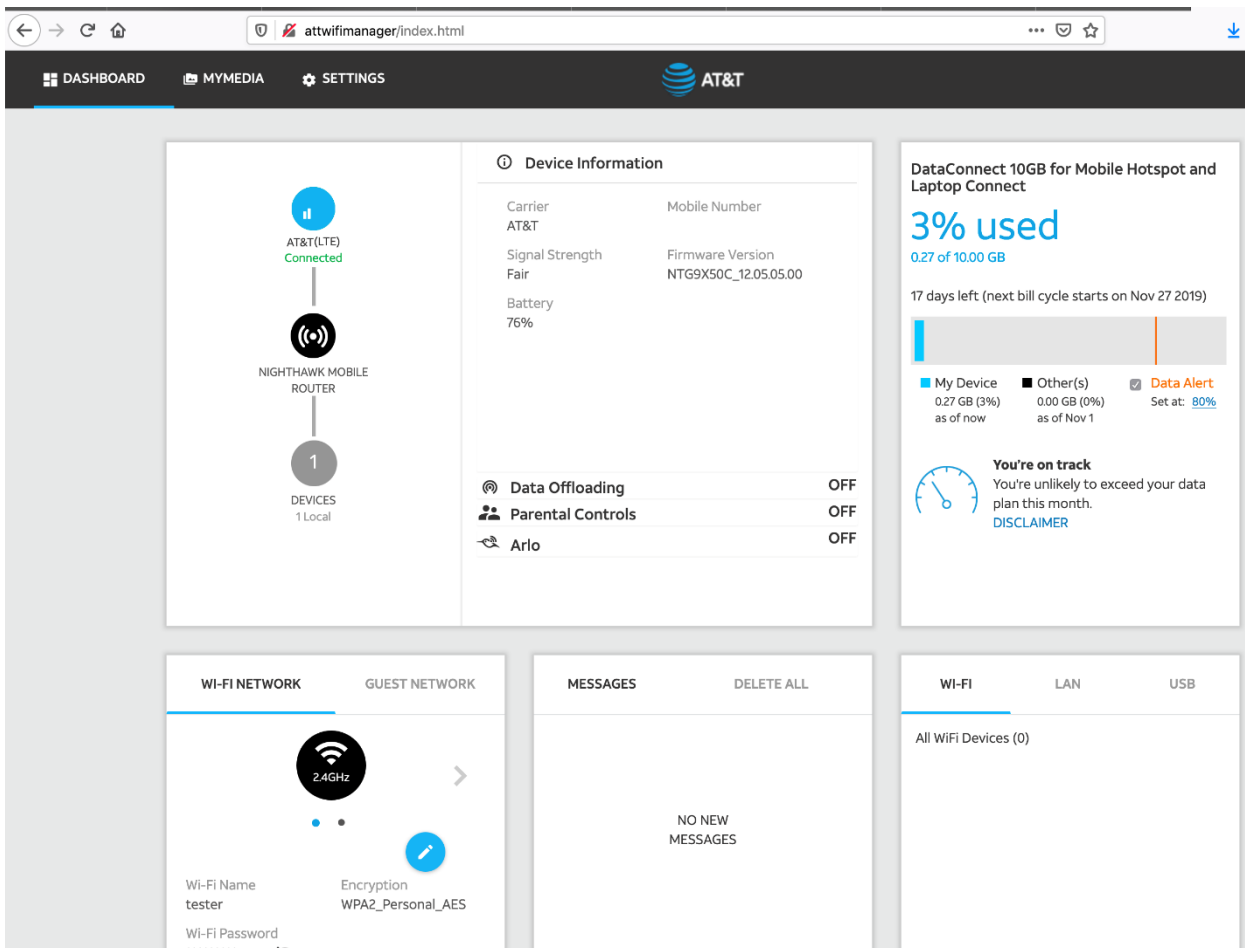 attwifimanager/index.html
DASHBOARD
MYMEDIA
SETTINGS
AT&T
AT&T(LTE)
Connected
NIGHTHAWK MOBILE
ROUTER
1
DEVICES
1 Local
Device Information
Carrier
AT&T
Mobile Number
Signal Strength
Fair
Firmware Version
NTG9X50C_12.05.05.00
Battery
76%
Data Offloading OFF
Parental Controls OFF
Arlo OFF
DataConnect 10GB for Mobile Hotspot and
Laptop Connect
3% used
0.27 of 10.00 GB
17 days left (next bill cycle starts on Nov 27 2019)
My Device
0.27 GB (3%)
as of now
Other(s)
0.00 GB (0%)
as of Nov 1
Data Alert
Set at: 80%
You're on track
You're unlikely to exceed your data
plan this month.
DISCLAIMER
WI-FI NETWORK
GUEST NETWORK
2.4GHz
Wi-Fi Name
tester
Encryption
WPA2_Personal_AES
Wi-Fi Password
MESSAGES
DELETE ALL
NO NEW
MESSAGES
WI-FI
LAN
USB
All WiFi Devices (0)